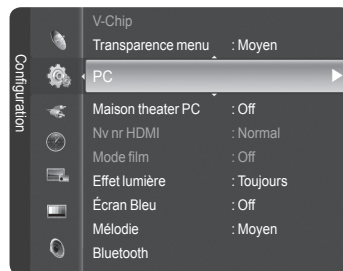 Configuration
V-Chip
Transparence menu : Moyen
PC
Maison theater PC : Off
Nv nr HDMI : Normal
Mode film : Off
Effet lumière : Toujours
Écran Bleu : Off
Mélodie : Moyen
Bluetooth